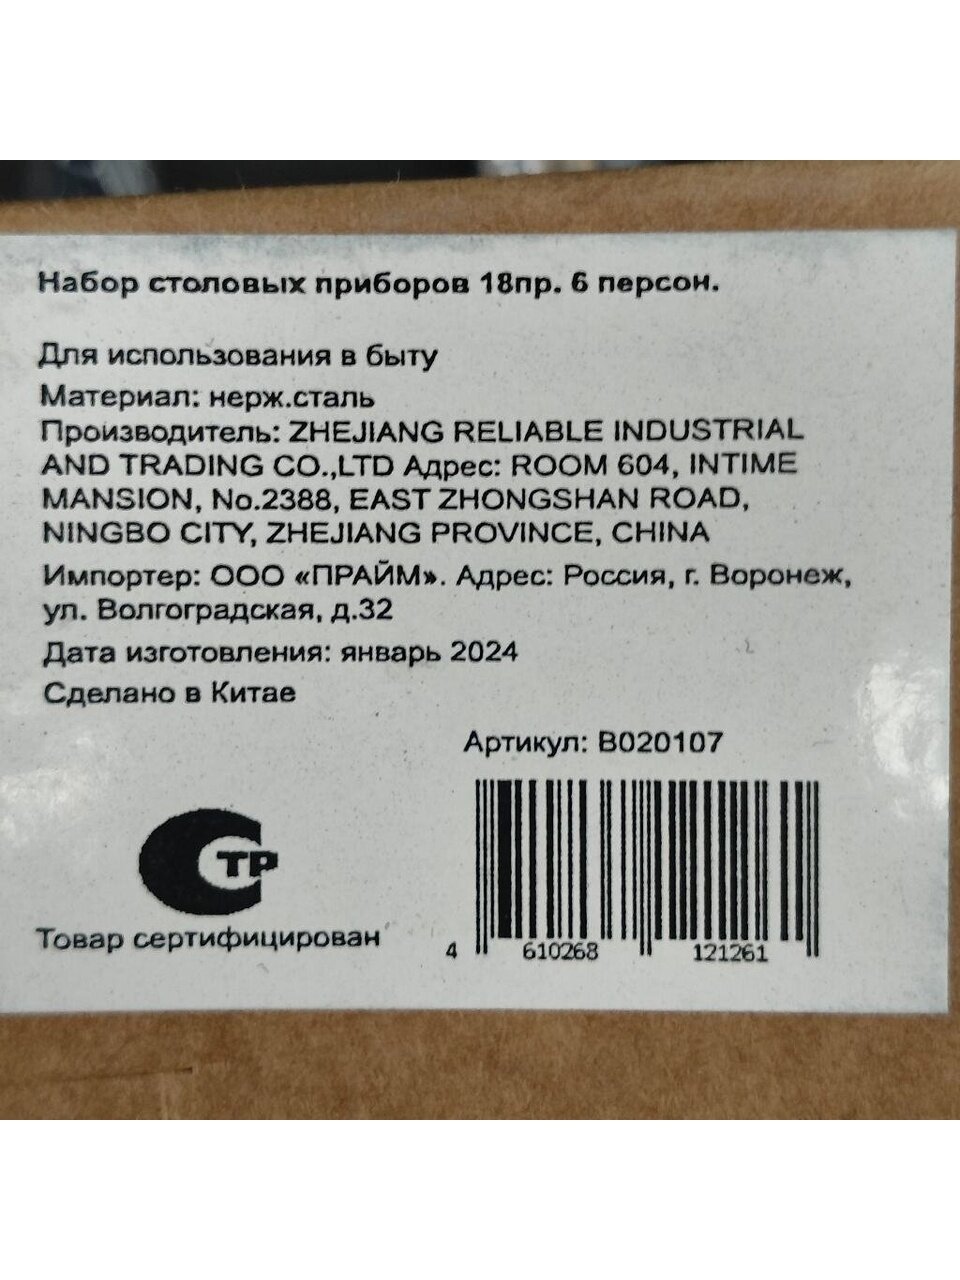 Набор столовых приборов 18пр. 6 персон.
Для использования в быту
Материал: нерж.сталь
Производитель: ZHEJIANG RELIABLE INDUSTRIAL
AND TRADING CO.,LTD Адрес: ROOM 604, INTIME
MANSION, No.2388, EAST ZHONGSHAN ROAD,
NINGBO CITY, ZHEJIANG PROVINCE, CHINA
Импортер: ООО «ПРАЙМ». Адрес: Россия, г. Воронеж,
ул. Волгоградская, д.32
Дата изготовления: январь 2024
Сделано в Китае
Артикул: B020107
СТР
Товар сертифицирован
4 610268 121261